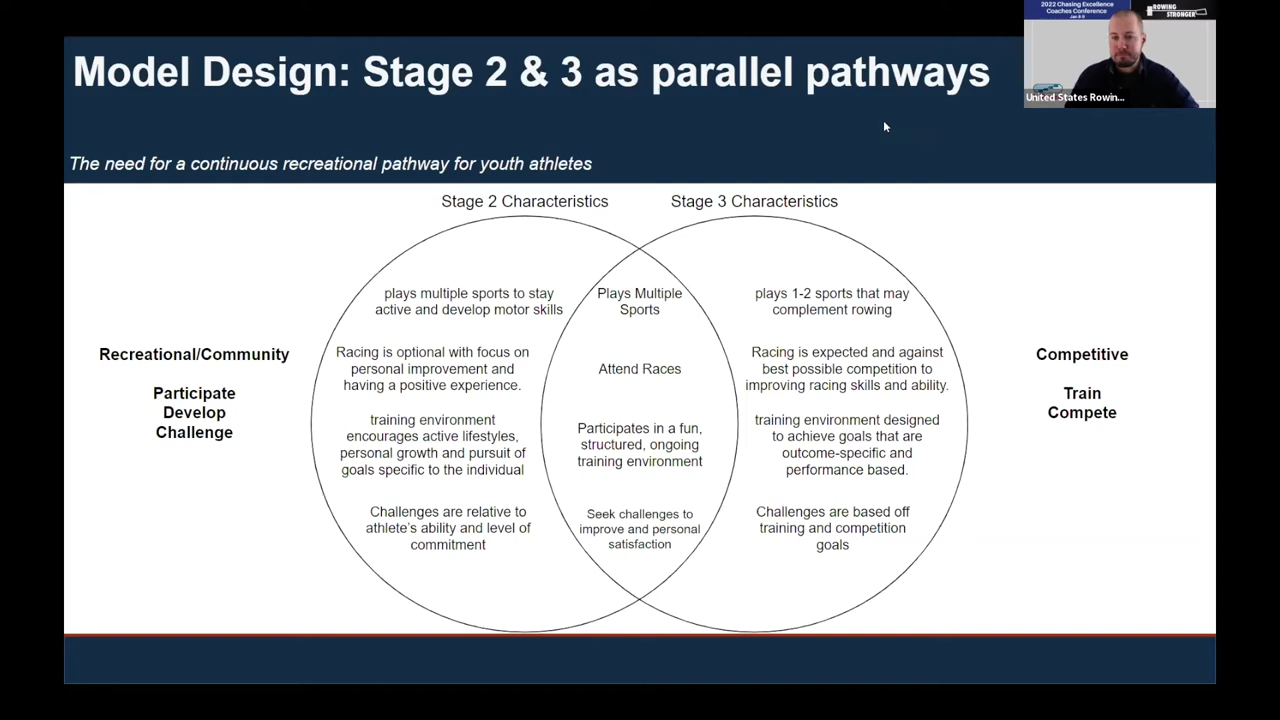 2022 Chasing Excellence
Coaches Conference
Jan 8-9
ROWING
STRONGER
United States Rowin...
Model Design: Stage 2 & 3 as parallel pathways
The need for a continuous recreational pathway for youth athletes
Stage 2 Characteristics
Stage 3 Characteristics
Recreational/Community
Participate
Develop
Challenge
plays multiple sports to stay
active and develop motor skills
Racing is optional with focus on
personal improvement and
having a positive experience.
training environment
encourages active lifestyles,
personal growth and pursuit of
goals specific to the individual
Challenges are relative to
athlete's ability and level of
commitment
Plays Multiple
Sports
Attend Races
Participates in a fun,
structured, ongoing
training environment
Seek challenges to
improve and personal
satisfaction
plays 1-2 sports that may
complement rowing
Racing is expected and against
best possible competition to
improving racing skills and ability.
training environment designed
to achieve goals that are
outcome-specific and
performance based.
Challenges are based off
training and competition
goals
Competitive
Train
Compete